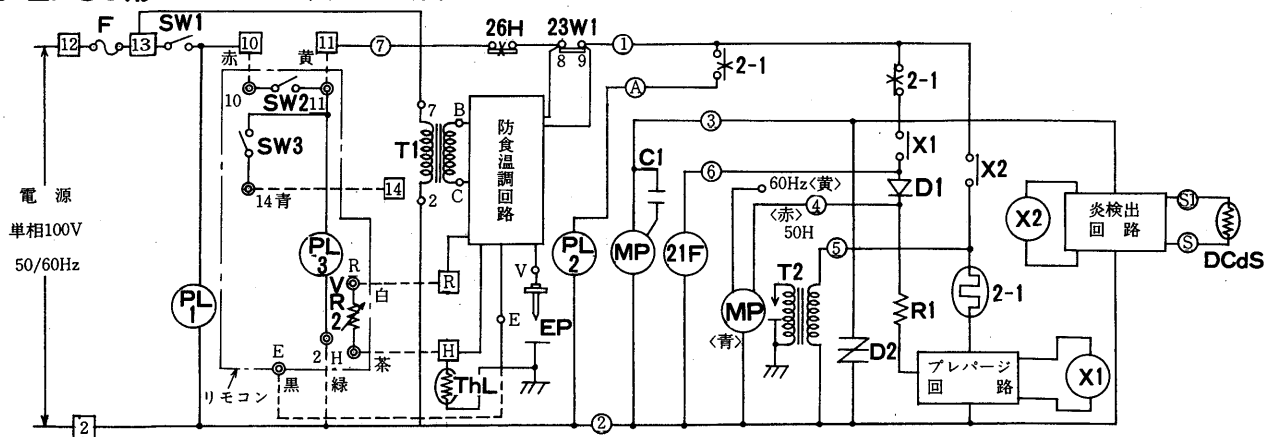 12
F
13
SW1
10
赤
黄
11
⑦
26H
23W1
8 9
①
2-1
Ⓐ
2-1
10
SW2
11
SW3
14青
14
7
T1
2
B
C
防食温調回路
③
C1
X1
⑥
D1
X2
60Hz<黄>
<赤>
④
50H
⑤
X2
炎検出
回路
S1
S
DCdS
電源
単相100V
50/60Hz
PL
1
PL
3
R
V
R
2
白
R
V
EP
E
PL
2
MP
21F
MP
<青>
T2
D2
R1
2-1
2
H
茶
H
ThL
E
黒
緑
リモコン
プレパージ
回路
X1
2
②